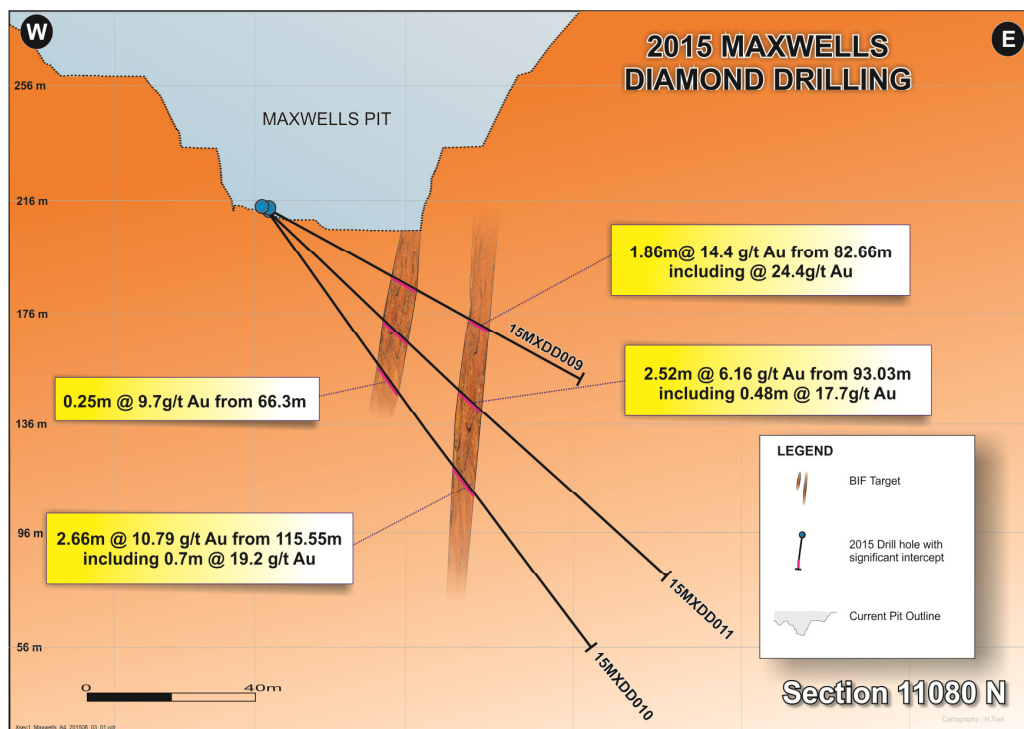 W
E
2015 MAXWELLS
DIAMOND DRILLING
256 m
MAXWELLS PIT
216 m
1.86m@ 14.4 g/t Au from 82.66m
including @ 24.4g/t Au
176 m
15MXDD009
2.52m @ 6.16 g/t Au from 93.03m
including 0.48m @ 17.7g/t Au
0.25m @ 9.7g/t Au from 66.3m
136 m
LEGEND
BIF Target
2015 Drill hole with
significant intercept
Current Pit Outline
2.66m @ 10.79 g/t Au from 115.55m
including 0.7m @ 19.2 g/t Au
96 m
15MXDD011
56 m
15MXDD010
0 40m
Section 11080 N
Cartography : H.Tran